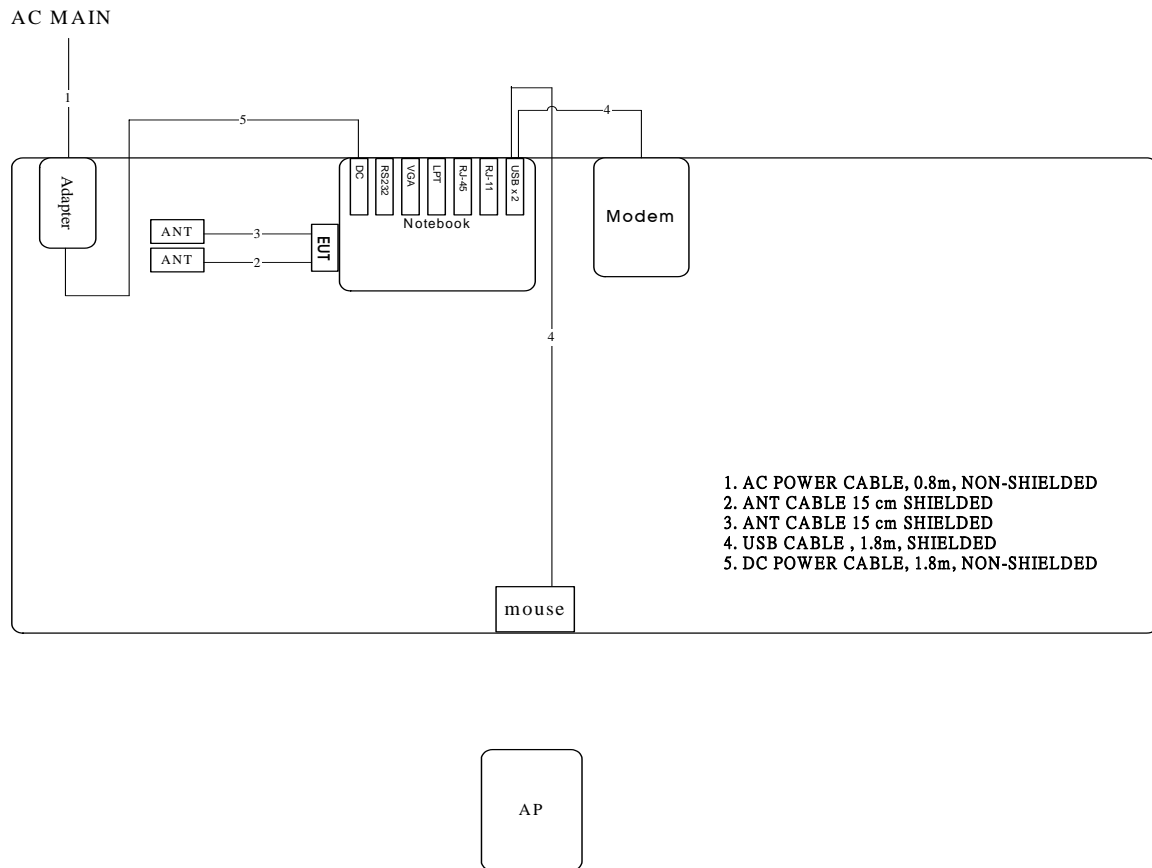 AC MAIN
1
5
4
Adapter
DC
RS232
VGA
LPT
RJ-45
RJ-11
USB x 2
Notebook
Modem
ANT
3
EUT
ANT
2
4
1. AC POWER CABLE, 0.8m, NON-SHIELDED
2. ANT CABLE 15 cm SHIELDED
3. ANT CABLE 15 cm SHIELDED
4. USB CABLE , 1.8m, SHIELDED
5. DC POWER CABLE, 1.8m, NON-SHIELDED
mouse
AP